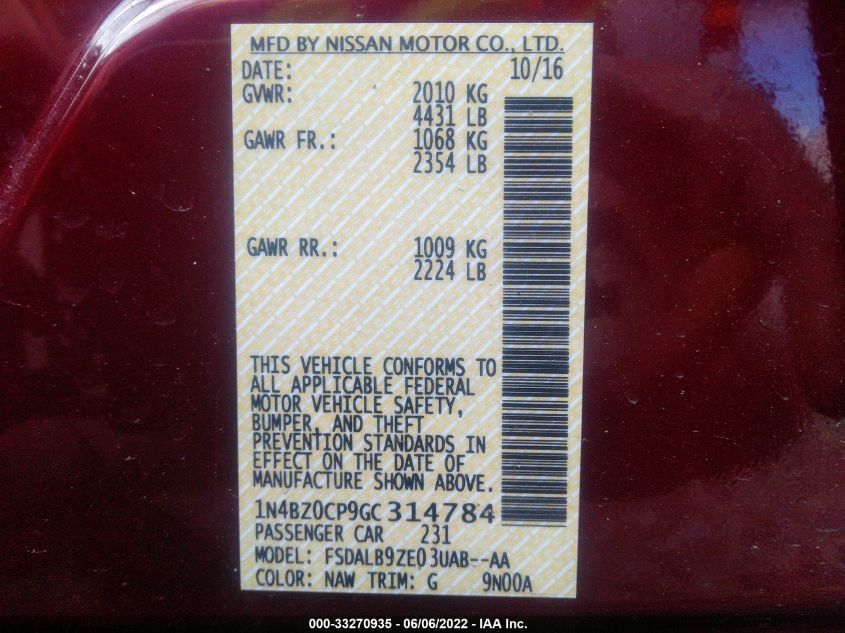 MFD BY NISSAN MOTOR CO., LTD.
DATE: 10/16
GVWR: 2010 KG
4431 LB
GAWR FR.: 1068 KG
2354 LB
GAWR RR.: 1009 KG
2224 LB
THIS VEHICLE CONFORMS TO
ALL APPLICABLE FEDERAL
MOTOR VEHICLE SAFETY,
BUMPER, AND THEFT
PREVENTION STANDARDS IN
EFFECT ON THE DATE OF
MANUFACTURE SHOWN ABOVE.
1N4BZ0CP9GC 314784
PASSENGER CAR 231
MODEL: FSDALB9ZE03UAB--AA
COLOR: NAW TRIM: G 9N00A
000-33270935 - 06/06/2022 - IAA Inc.